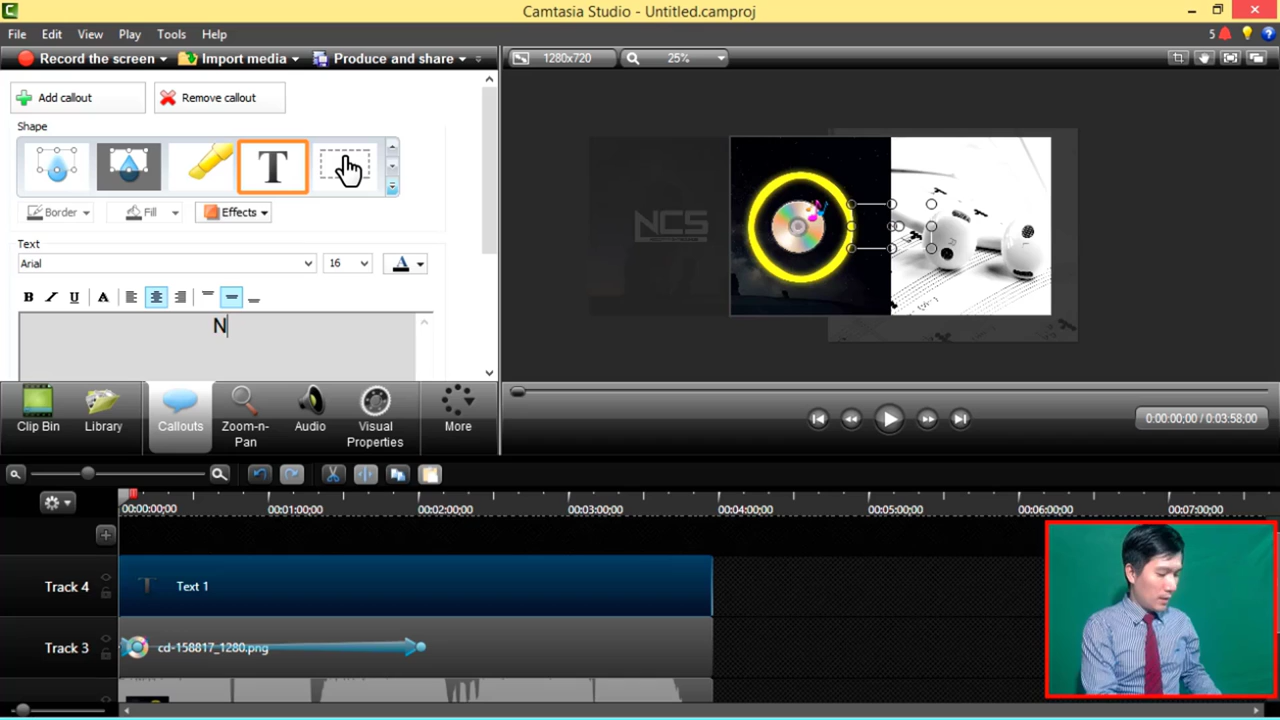 Camtasia Studio - Untitled.camproj
File Edit View Play Tools Help 5
Record the screen Import media Produce and share
1280x720 25%
Add callout Remove callout
Shape
T
Border Fill Effects
Text
Arial 16 A
B I U A
N
NCS
Clip Bin Library Callouts Zoom-n-Pan Audio Visual Properties More
0:00:00;00 / 0:03:58;00
00:00:00;00 00:01:00;00 00:02:00;00 00:03:00;00 00:04:00;00 00:05:00;00 00:06:00;00 00:07:00;00
Track 4 T Text 1
Track 3 cd-158817_1280.png